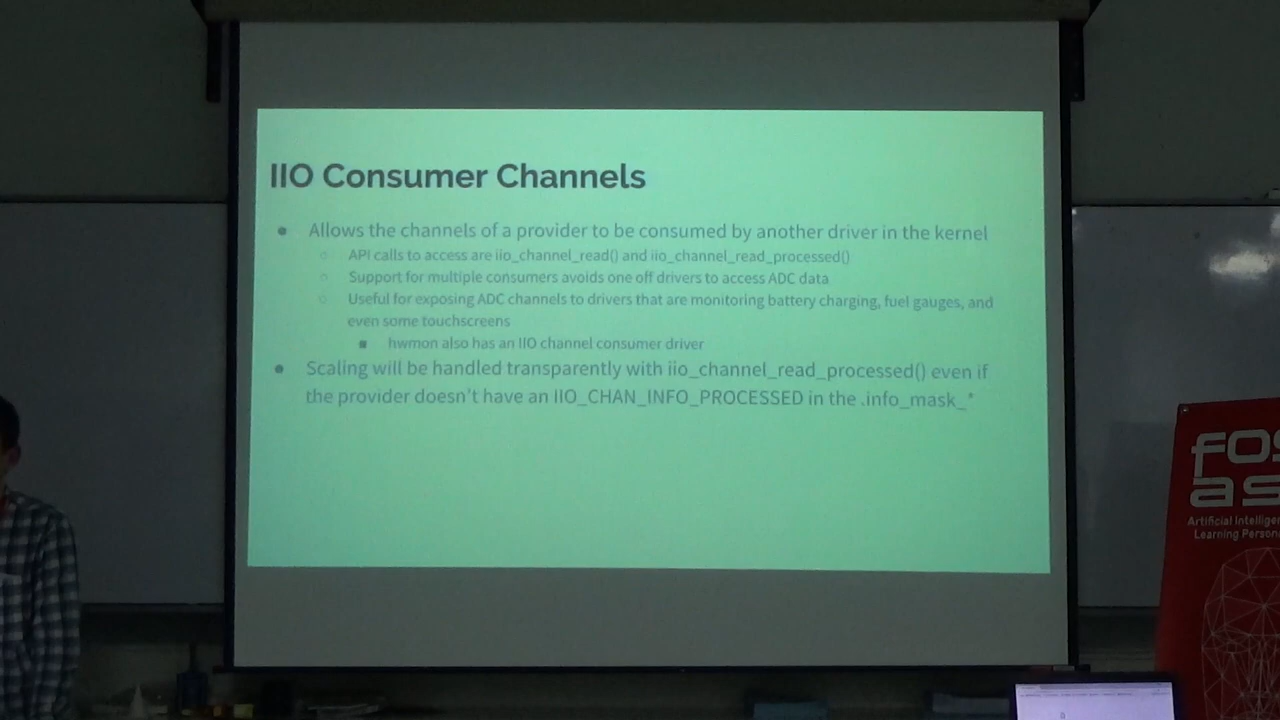 IIO Consumer Channels
● Allows the channels of a provider to be consumed by another driver in the kernel
○ API calls to access are iio_channel_read() and iio_channel_read_processed()
○ Support for multiple consumers avoids one off drivers to access ADC data
○ Useful for exposing ADC channels to drivers that are monitoring battery charging, fuel gauges, and
even some touchscreens
■ hwmon also has an IIO channel consumer driver
● Scaling will be handled transparently with iio_channel_read_processed() even if
the provider doesn't have an IIO_CHAN_INFO_PROCESSED in the .info_mask_*
Artificial
Learning